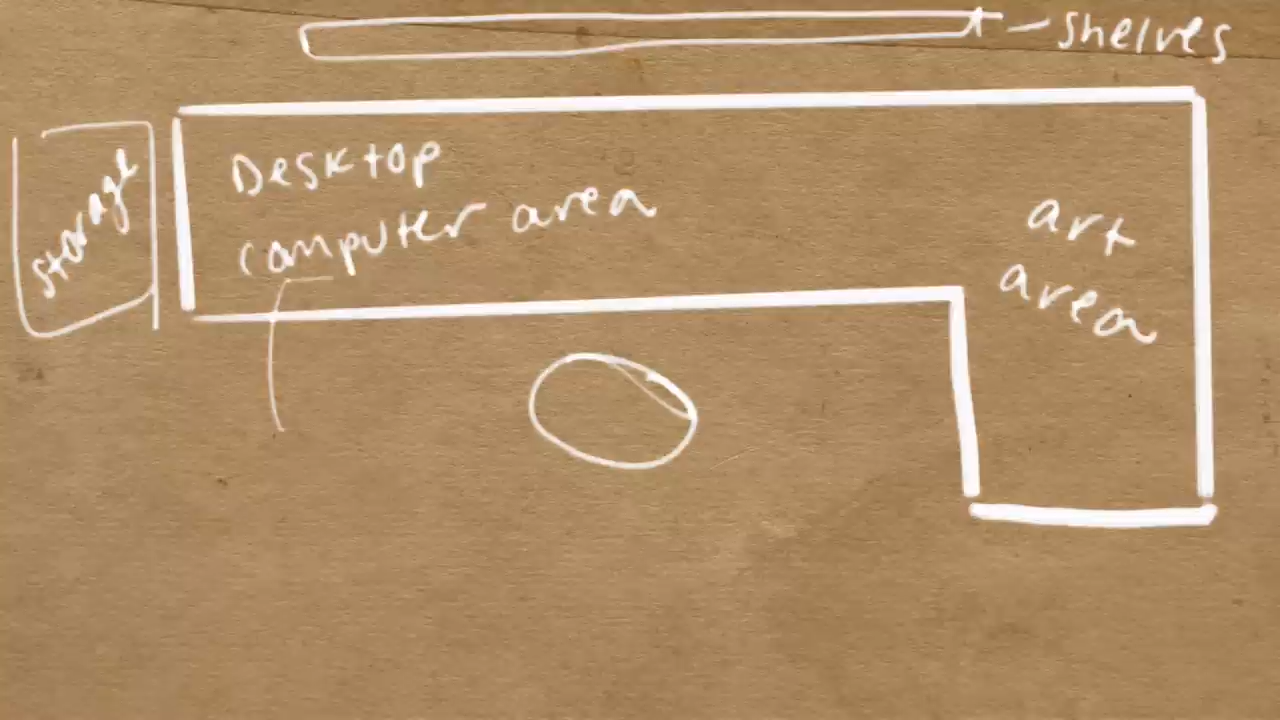 shelves
storage
Desktop
computer area
art
area